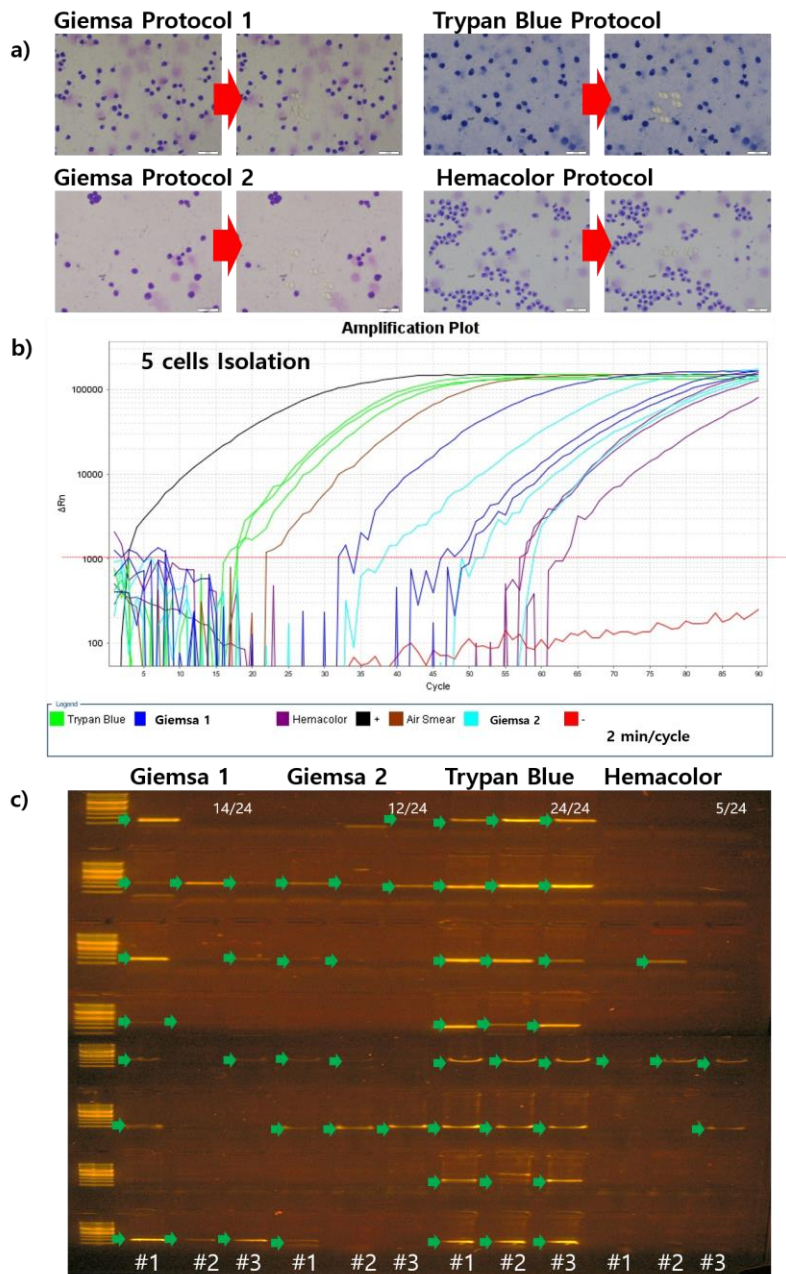 Giemsa Protocol 1
Trypan Blue Protocol
a)
Giemsa Protocol 2
Hemacolor Protocol
Amplification Plot
b)
5 cells Isolation
100000
10000
1000
100
ΔRn
5 10 15 20 25 30 35 40 45 50 55 60 65 70 75 80 85 90
Cycle
Legend
Trypan Blue Giemsa 1 Hemacolor + Air Smear Giemsa 2 -
2 min/cycle
Giemsa 1 Giemsa 2 Trypan Blue Hemacolor
c)
14/24 12/24 24/24 5/24
#1 #2 #3 #1 #2 #3 #1 #2 #3 #1 #2 #3